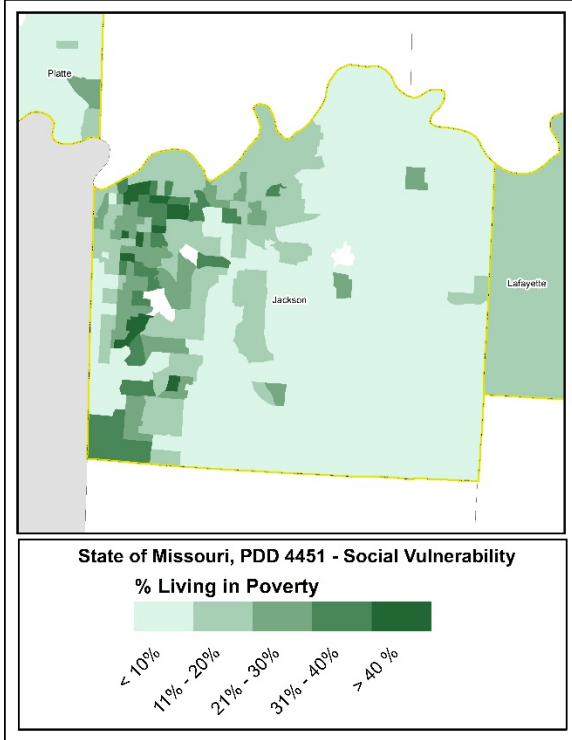 Platte
Jackson
Lafayette
State of Missouri, PDD 4451 - Social Vulnerability
% Living in Poverty
< 10%
11% - 20%
21% - 30%
31% - 40%
> 40 %